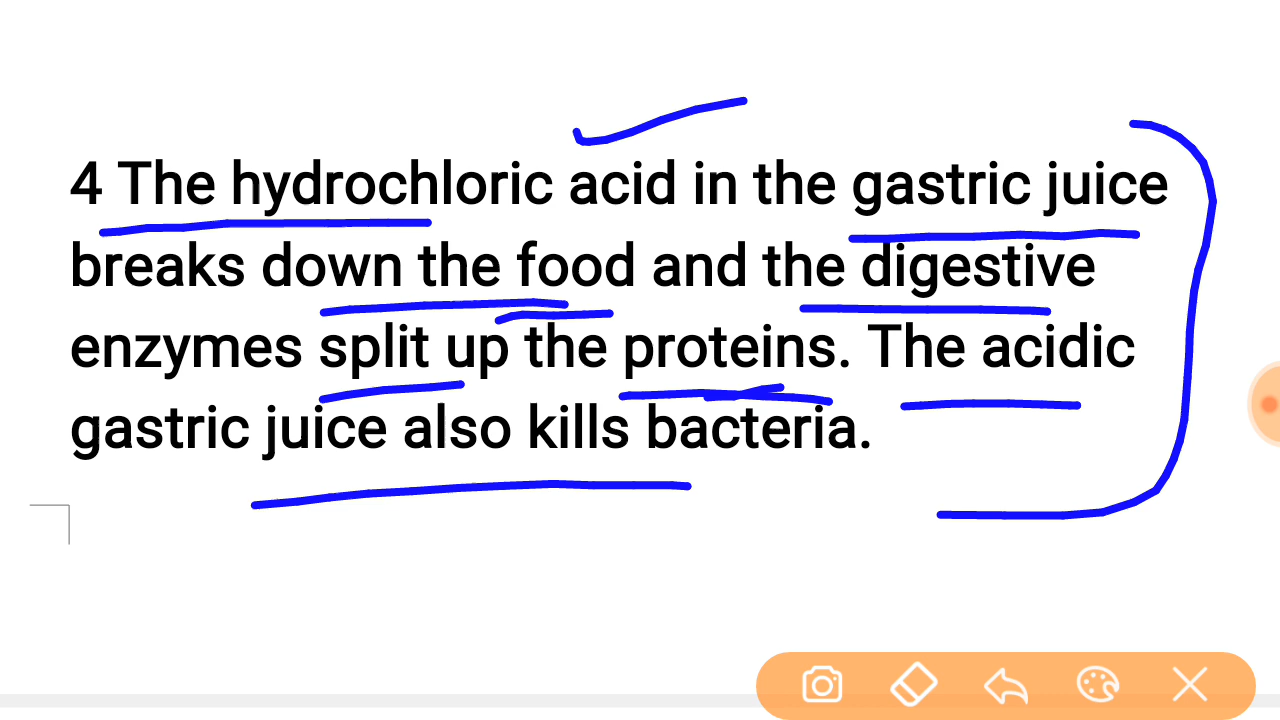 4 The hydrochloric acid in the gastric juice
breaks down the food and the digestive
enzymes split up the proteins. The acidic
gastric juice also kills bacteria.